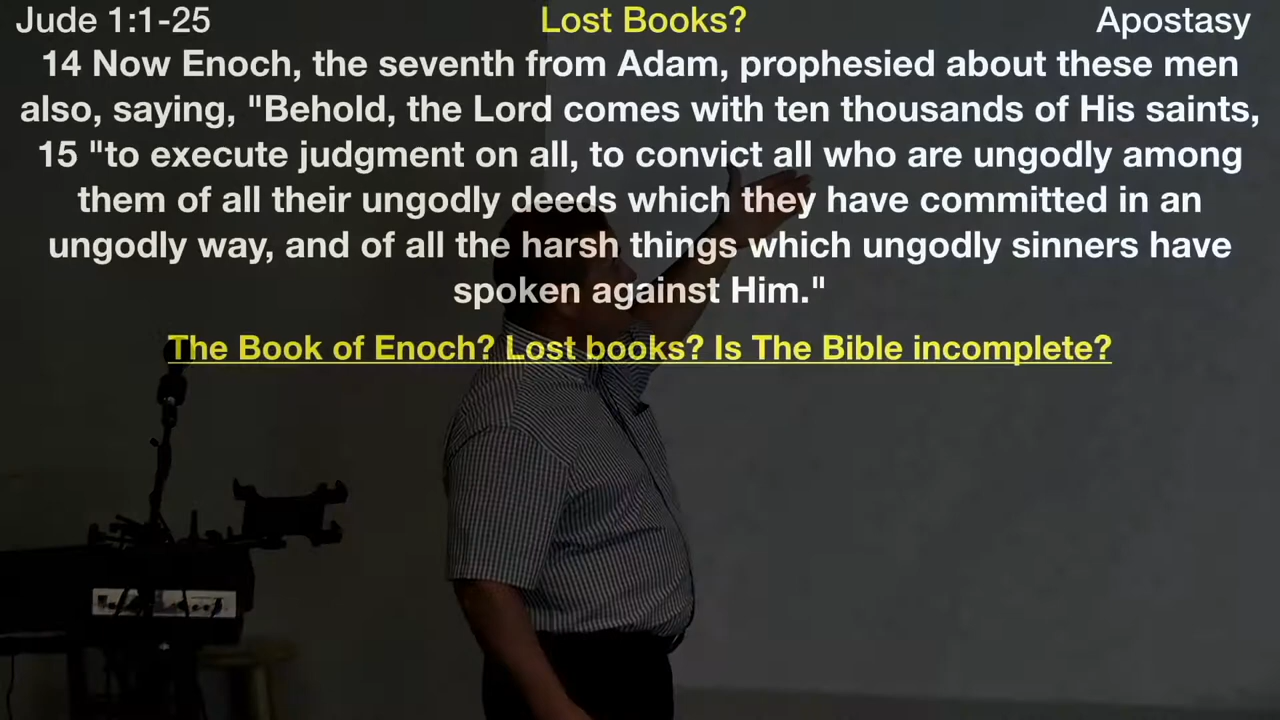 Jude 1:1-25 Lost Books? Apostasy
14 Now Enoch, the seventh from Adam, prophesied about these men
also, saying, "Behold, the Lord comes with ten thousands of His saints,
15 "to execute judgment on all, to convict all who are ungodly among
them of all their ungodly deeds which they have committed in an
ungodly way, and of all the harsh things which ungodly sinners have
spoken against Him."
The Book of Enoch? Lost books? Is The Bible incomplete?